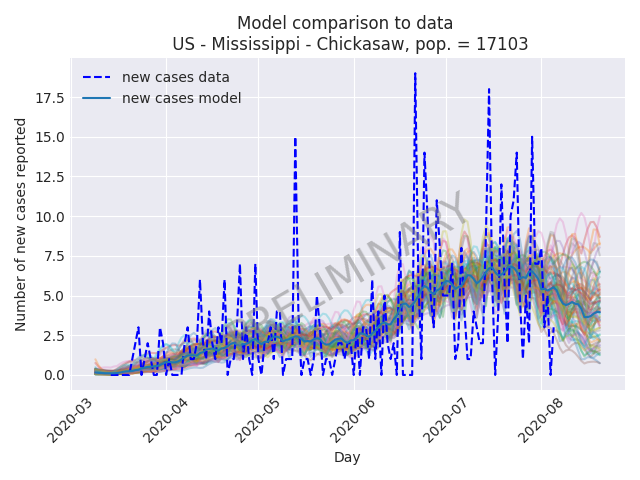 Model comparison to data
US - Mississippi - Chickasaw, pop. = 17103
new cases data
new cases model
PRELIMINARY
Number of new cases reported
17.5
15.0
12.5
10.0
7.5
5.0
2.5
0.0
2020-03
2020-04
2020-05
2020-06
2020-07
2020-08
Day